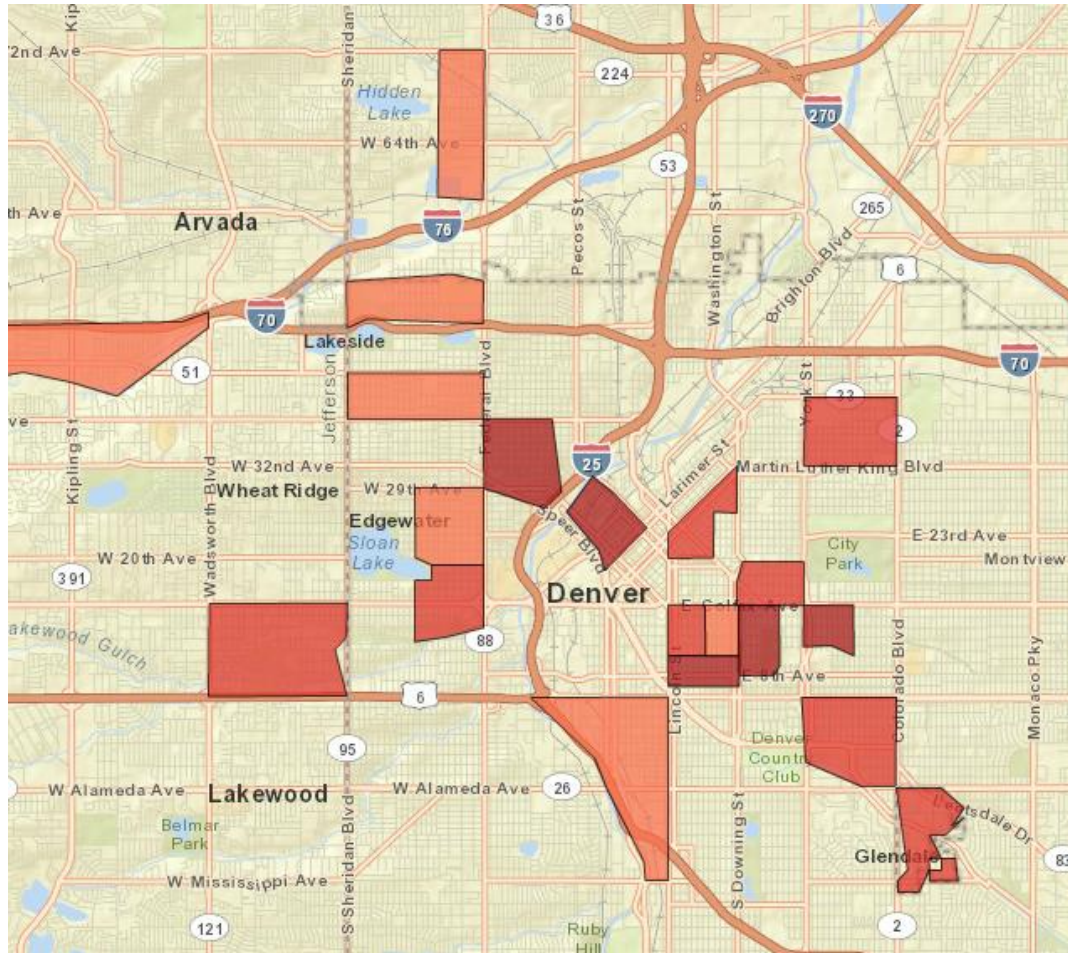 36
Sheridan
72nd Ave
224
Hidden
Lake
270
W 64th Ave
53
265
Arvada
76
Pecos St
Washington St
Brighton Blvd
6
70
Lakeside
51
70
Jefferson
Federal Blvd
York St
33
2
Kipling St
W 32nd Ave
25
Larimer St
Martin Luther King Blvd
Wheat Ridge
W 29th Ave
Edgewater
Speer Blvd
Sloan
Lake
E 23rd Ave
City
Park
W 20th Ave
Wadsworth Blvd
Montview
391
Denver
E Colfax Ave
Lakewood Gulch
88
E 8th Ave
Lincoln St
Colorado Blvd
Monaco Pky
6
95
Denver
Country
Club
W Alameda Ave
Lakewood
W Alameda Ave
26
Leetsdale Dr
Belmar
Park
Glendale
83
W Mississippi Ave
S Sheridan Blvd
S Downing St
121
Ruby
Hill
2